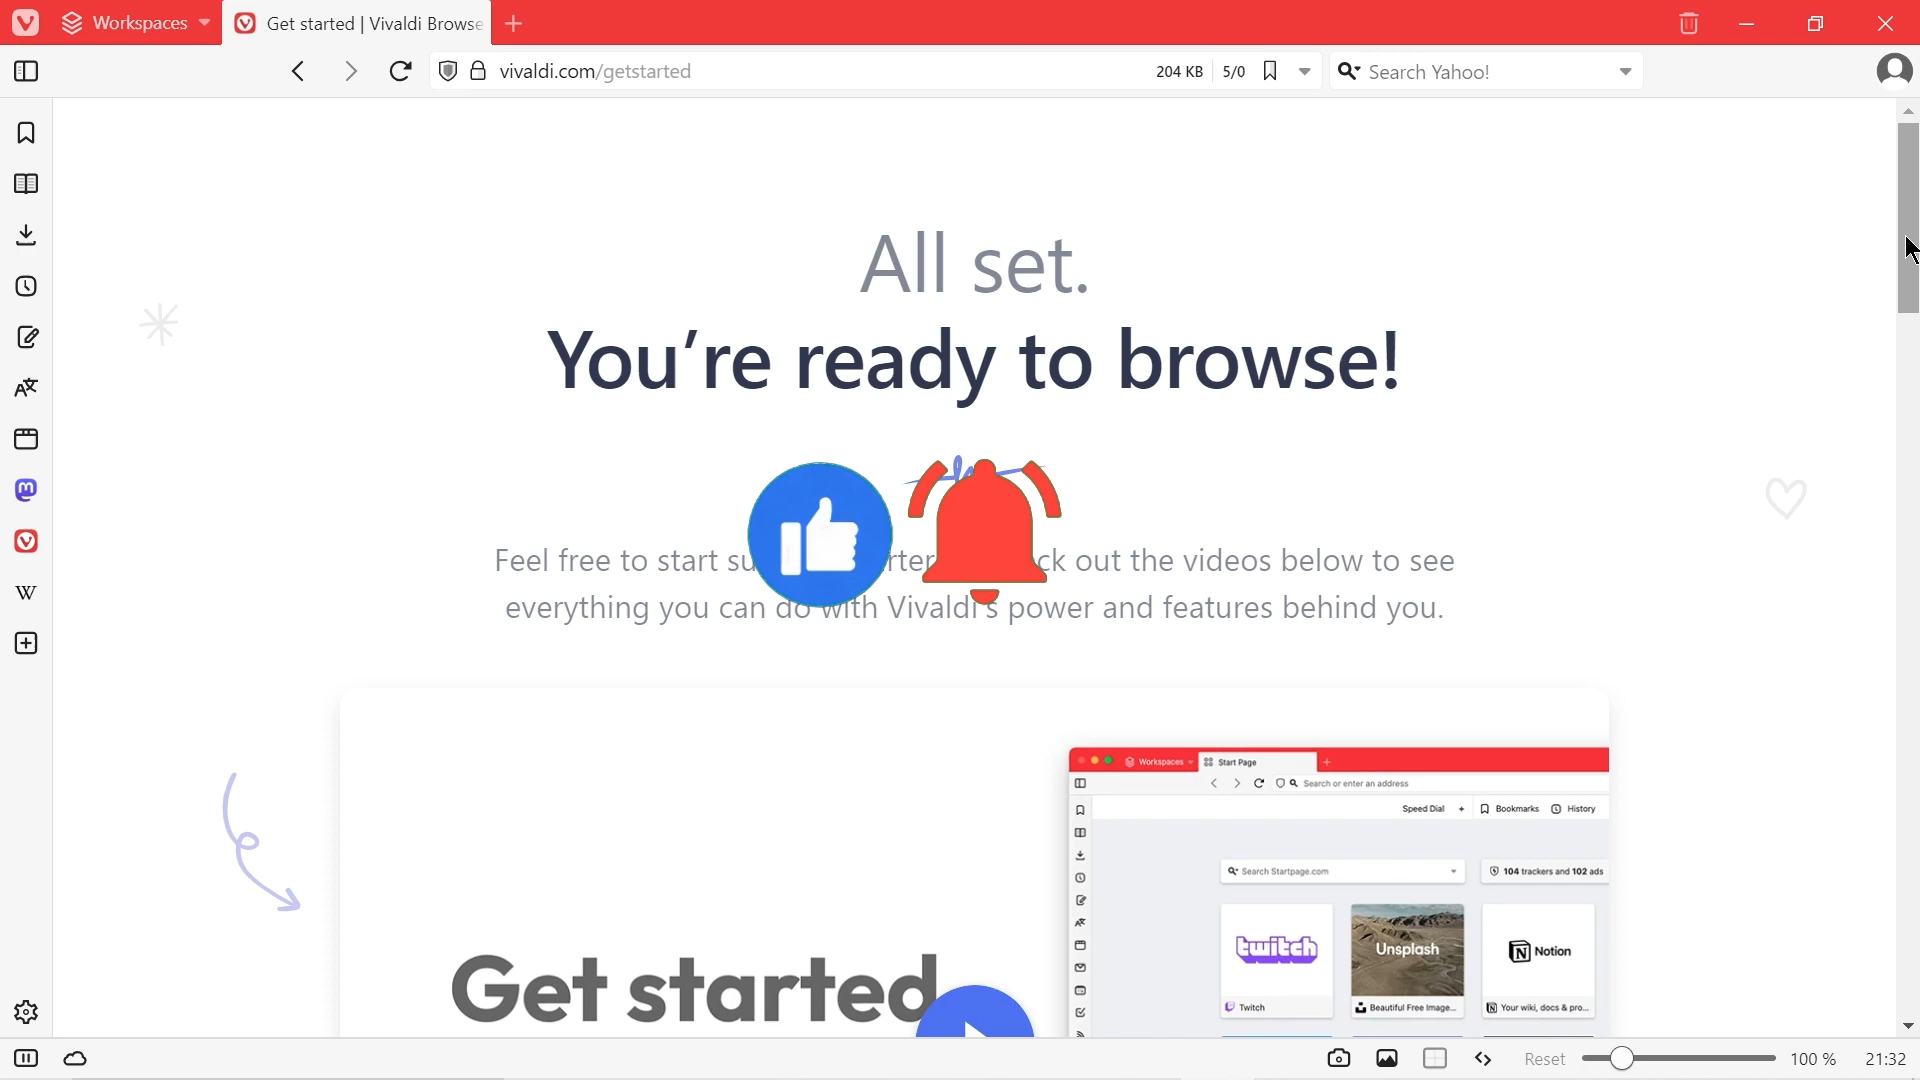 Workspaces
Get started | Vivaldi Browse
vivaldi.com/getstarted
204 KB
5/0
Search Yahoo!
All set.
You’re ready to browse!
Feel free to start su rter ck out the videos below to see
everything you can do with Vivaldi's power and features behind you.
Workspaces
Start Page
Search or enter an address
Speed Dial
Bookmarks
History
Search Startpage.com
104 trackers and 102 ads
twitch
Unsplash
Notion
Twitch
Beautiful Free Image...
Your wiki, docs & pro...
Get started
Reset
100 %
21:32